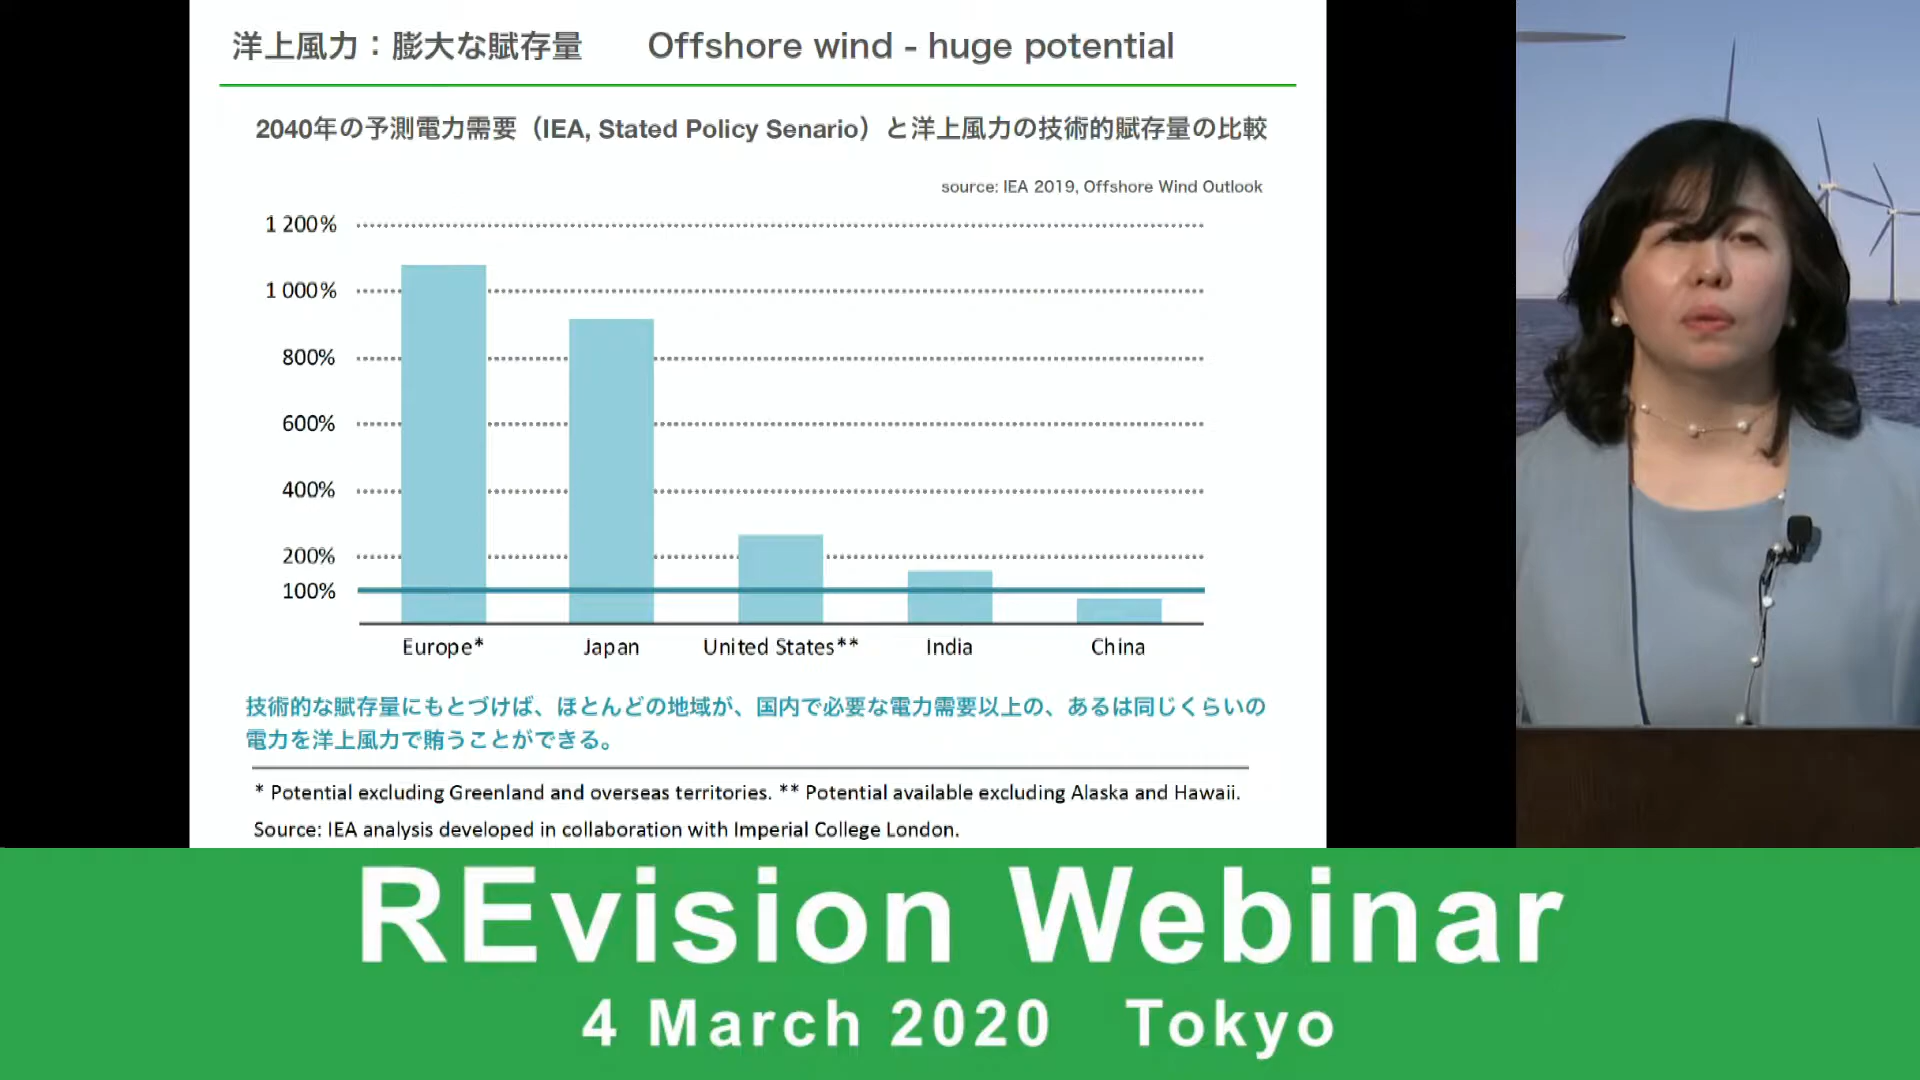 洋上風力：膨大な賦存量 Offshore wind - huge potential
2040年の予測電力需要（IEA, Stated Policy Senario）と洋上風力の技術的賦存量の比較
source: IEA 2019, Offshore Wind Outlook
1 200%
1 000%
800%
600%
400%
200%
100%
Europe* Japan United States** India China
技術的な賦存量にもとづけば、ほとんどの地域が、国内で必要な電力需要以上の、あるは同じくらいの
電力を洋上風力で賄うことができる。
* Potential excluding Greenland and overseas territories. ** Potential available excluding Alaska and Hawaii.
Source: IEA analysis developed in collaboration with Imperial College London.
REvision Webinar
4 March 2020 Tokyo